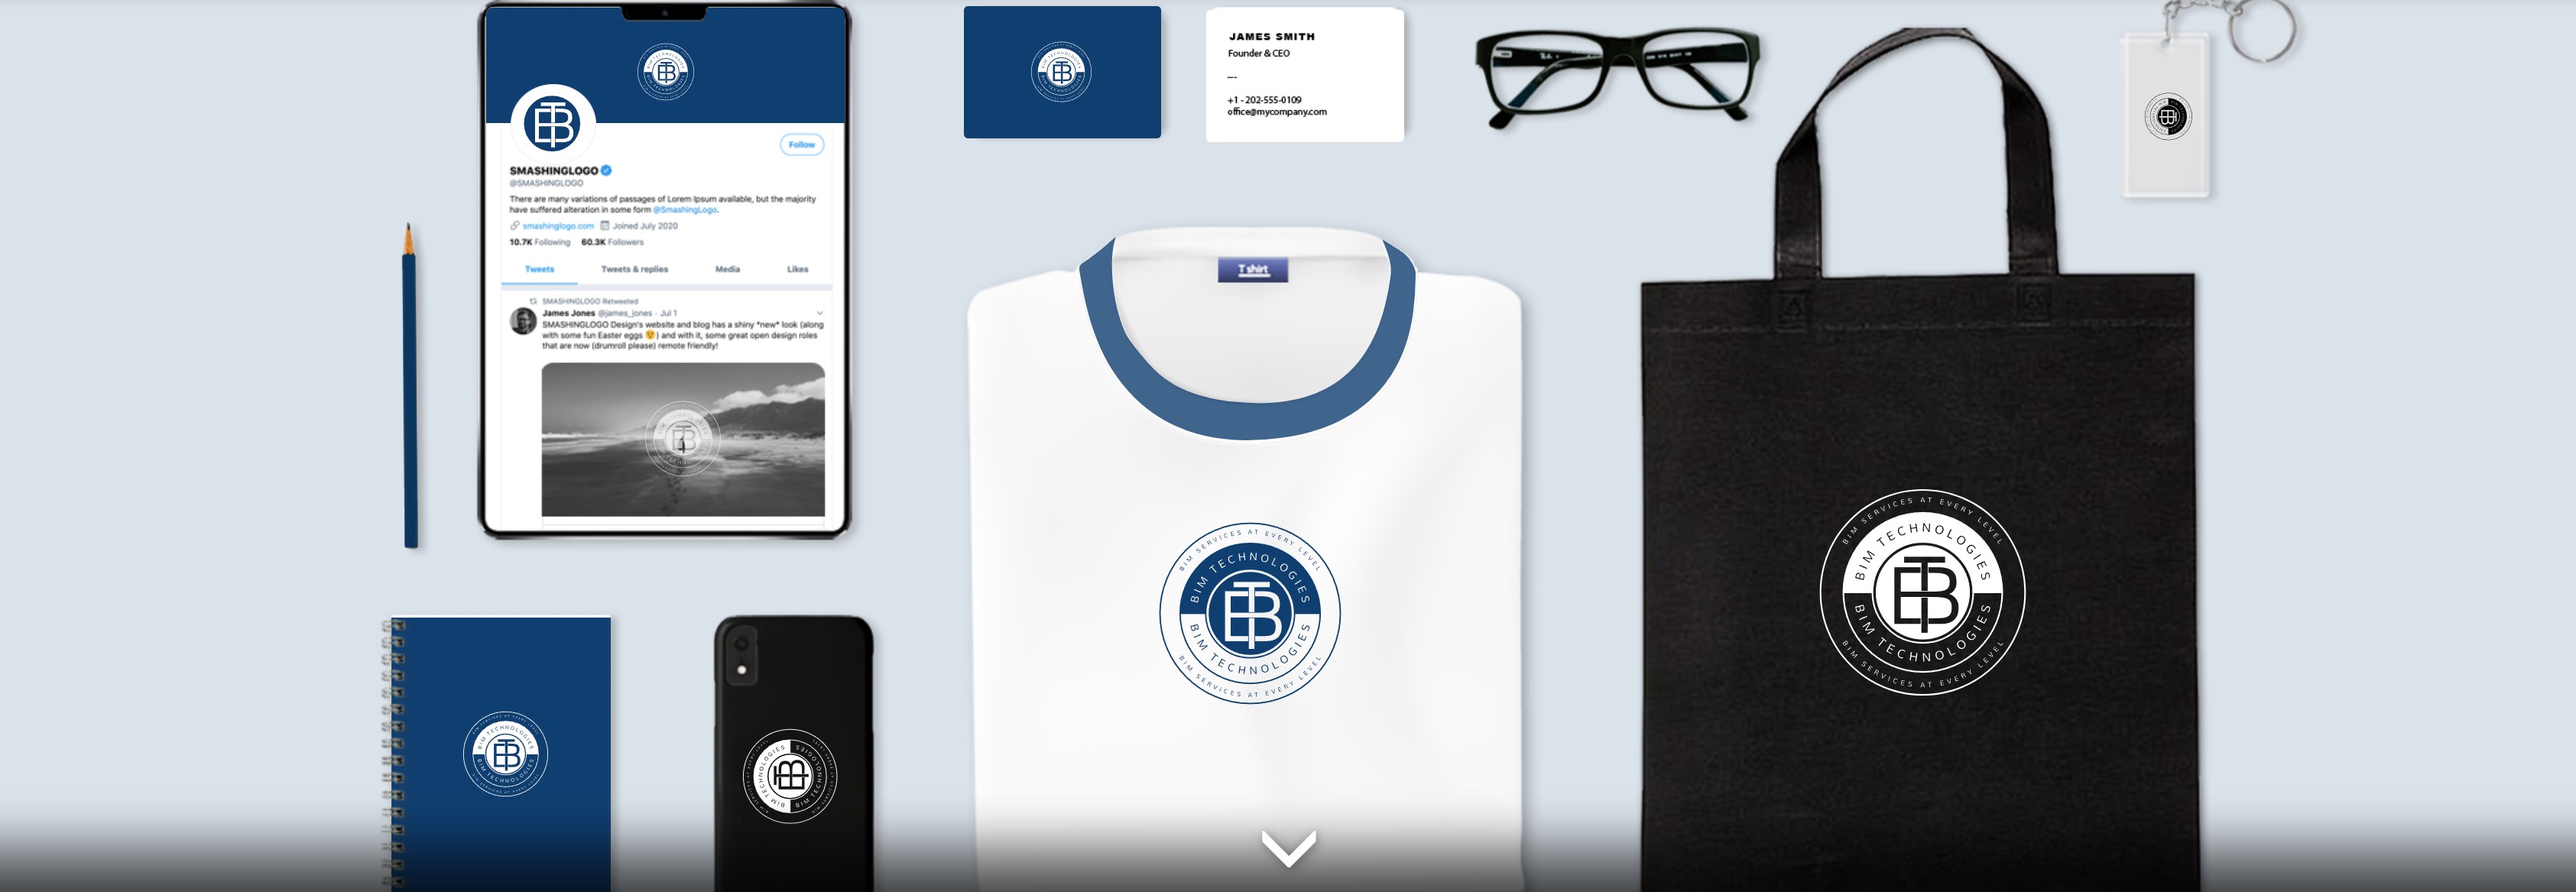 SMASHINGLOGO
@SMASHINGLOGO
Follow
There are many variations of passages of Lorem Ipsum available, but the majority
have suffered alteration in some form @SmashingLogo.
smashinglogo.com Joined July 2020
10.7K Following 60.3K Followers
Tweets Tweets & replies Media Likes
SMASHINGLOGO Retweeted
James Jones @james_jones · Jul 1
SMASHINGLOGO Design's website and blog has a shiny *new* look (along
with some fun Easter eggs 😉) and with it, some great open design roles
that are now (drumroll please) remote friendly!
JAMES SMITH
Founder & CEO
---
+1 - 202-555-0109
office@mycompany.com
T shirt
BIM SERVICES AT EVERY LEVEL
BIM TECHNOLOGIES
TB
BIM TECHNOLOGIES
BIM SERVICES AT EVERY LEVEL
BIM SERVICES AT EVERY LEVEL
BIM TECHNOLOGIES
TB
BIM TECHNOLOGIES
BIM SERVICES AT EVERY LEVEL
BIM TECHNOLOGIES
TB
BIM TECHNOLOGIES
BIM TECHNOLOGIES
TB
BIM TECHNOLOGIES